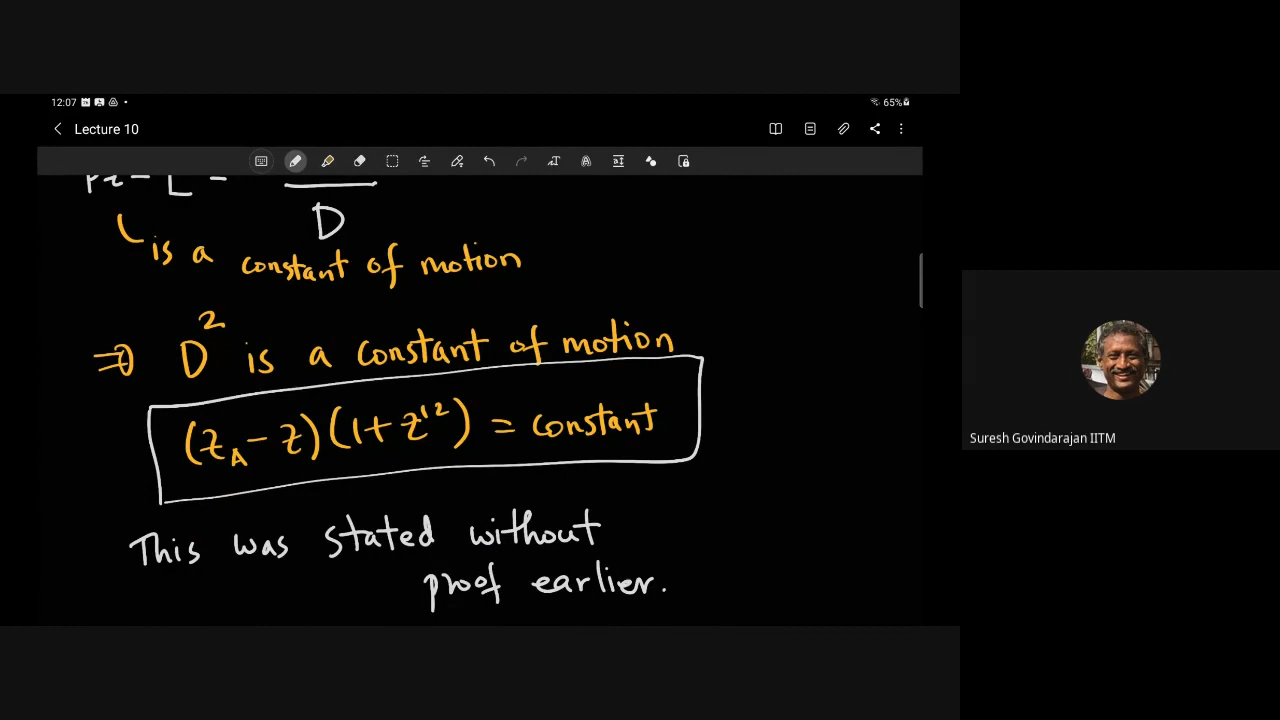 12:07
65%
Lecture 10
D
is a constant of motion
⇒ D² is a constant of motion
(z_A - z)(1 + z'²) = constant
This was stated without
proof earlier.
Suresh Govindarajan IITM